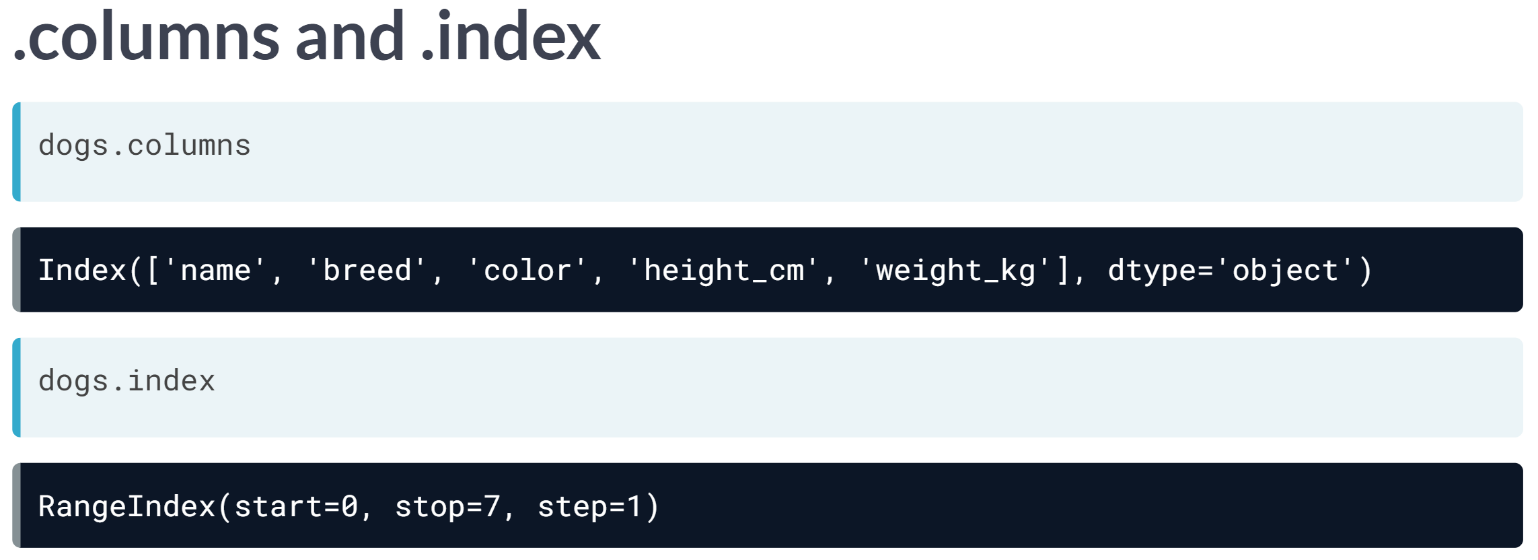 .columns and .index
dogs.columns
Index(['name', 'breed', 'color', 'height_cm', 'weight_kg'], dtype='object')
dogs.index
RangeIndex(start=0, stop=7, step=1)